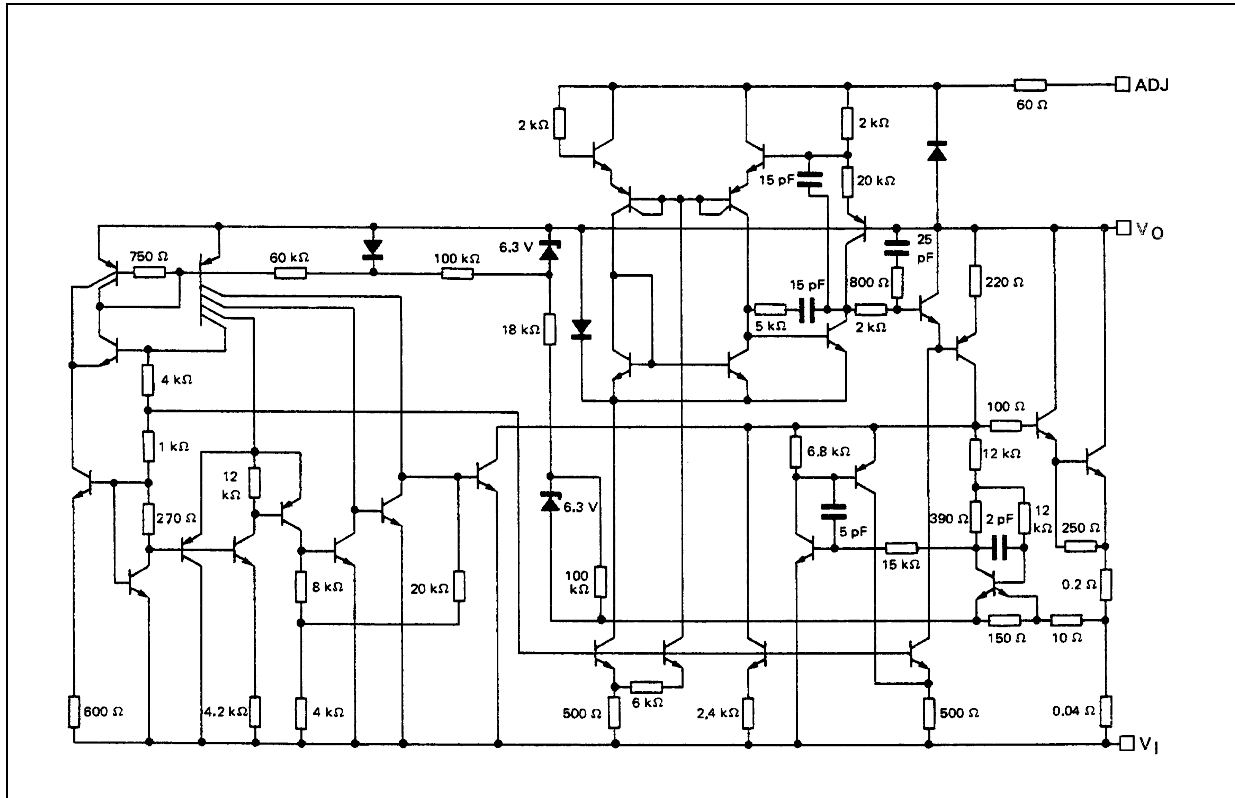 ADJ
60 Ω
2 kΩ
2 kΩ
15 pF
20 kΩ
V_O
6.3 V
25
pF
750 Ω
60 kΩ
100 kΩ
15 pF
800 Ω
220 Ω
18 kΩ
5 kΩ
2 kΩ
4 kΩ
100 Ω
1 kΩ
12
kΩ
6.8 kΩ
12 kΩ
6.3 V
270 Ω
5 pF
390 Ω
2 pF
12
kΩ
250 Ω
15 kΩ
8 kΩ
20 kΩ
100
kΩ
0.2 Ω
150 Ω
10 Ω
6 kΩ
600 Ω
4.2 kΩ
4 kΩ
500 Ω
2,4 kΩ
500 Ω
0.04 Ω
V_I